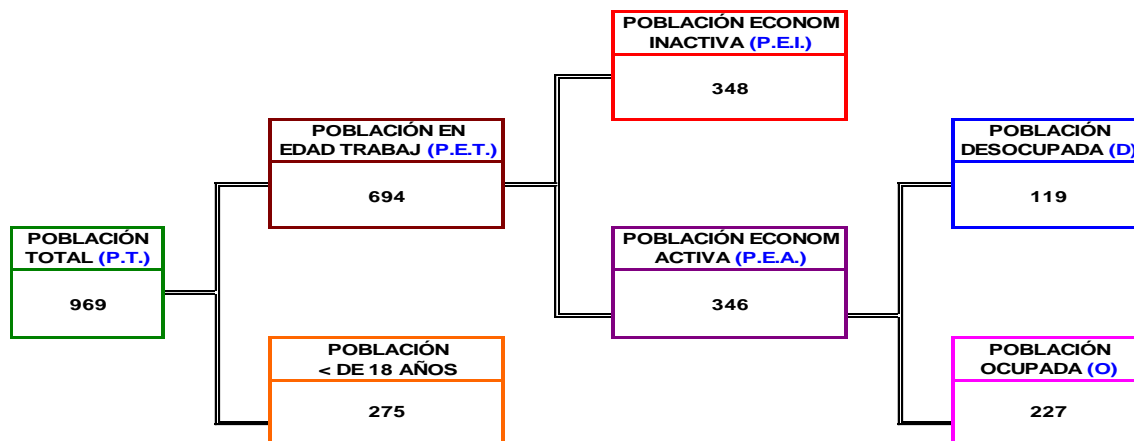 POBLACIÓN ECONOM
INACTIVA (P.E.I.)
348
POBLACIÓN EN
EDAD TRABAJ (P.E.T.)
694
POBLACIÓN
DESOCUPADA (D)
119
POBLACIÓN
TOTAL (P.T.)
969
POBLACIÓN ECONOM
ACTIVA (P.E.A.)
346
POBLACIÓN
< DE 18 AÑOS
275
POBLACIÓN
OCUPADA (O)
227